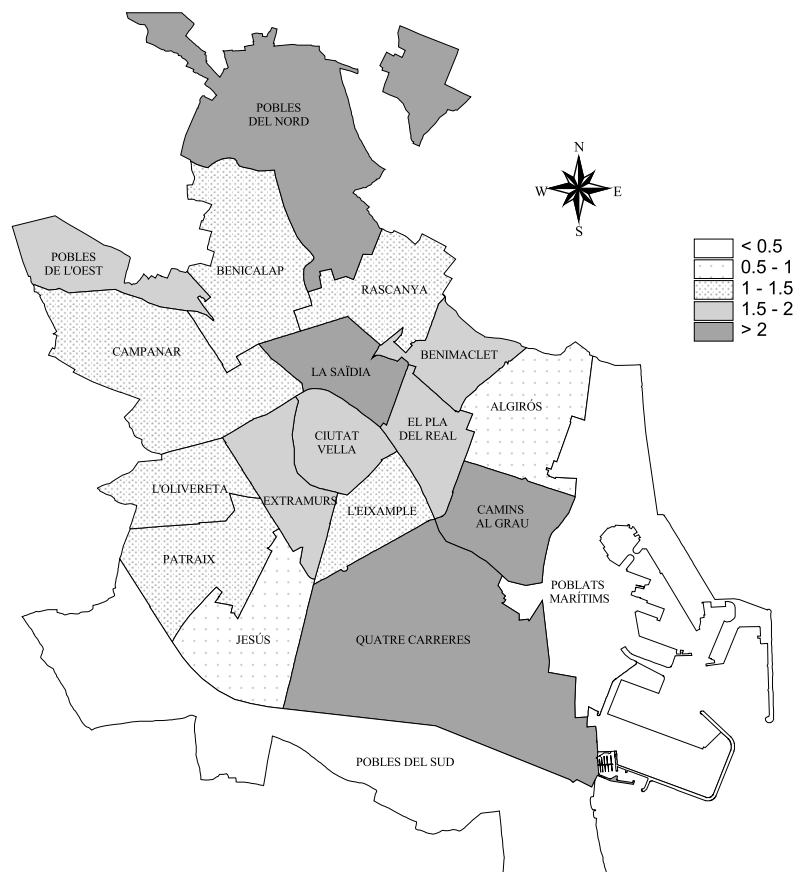 POBLES
DEL NORD
N
W E
S
POBLES
DE L'OEST
BENICALAP
RASCANYA
< 0.5
0.5 - 1
1 - 1.5
1.5 - 2
> 2
CAMPANAR
LA SAÏDIA
BENIMACLET
ALGIRÓS
CIUTAT
VELLA
EL PLA
DEL REAL
L'OLIVERETA
EXTRAMURS
L'EIXAMPLE
CAMINS
AL GRAU
PATRAIX
POBLATS
MARÍTIMS
JESÚS
QUATRE CARRERES
POBLES DEL SUD